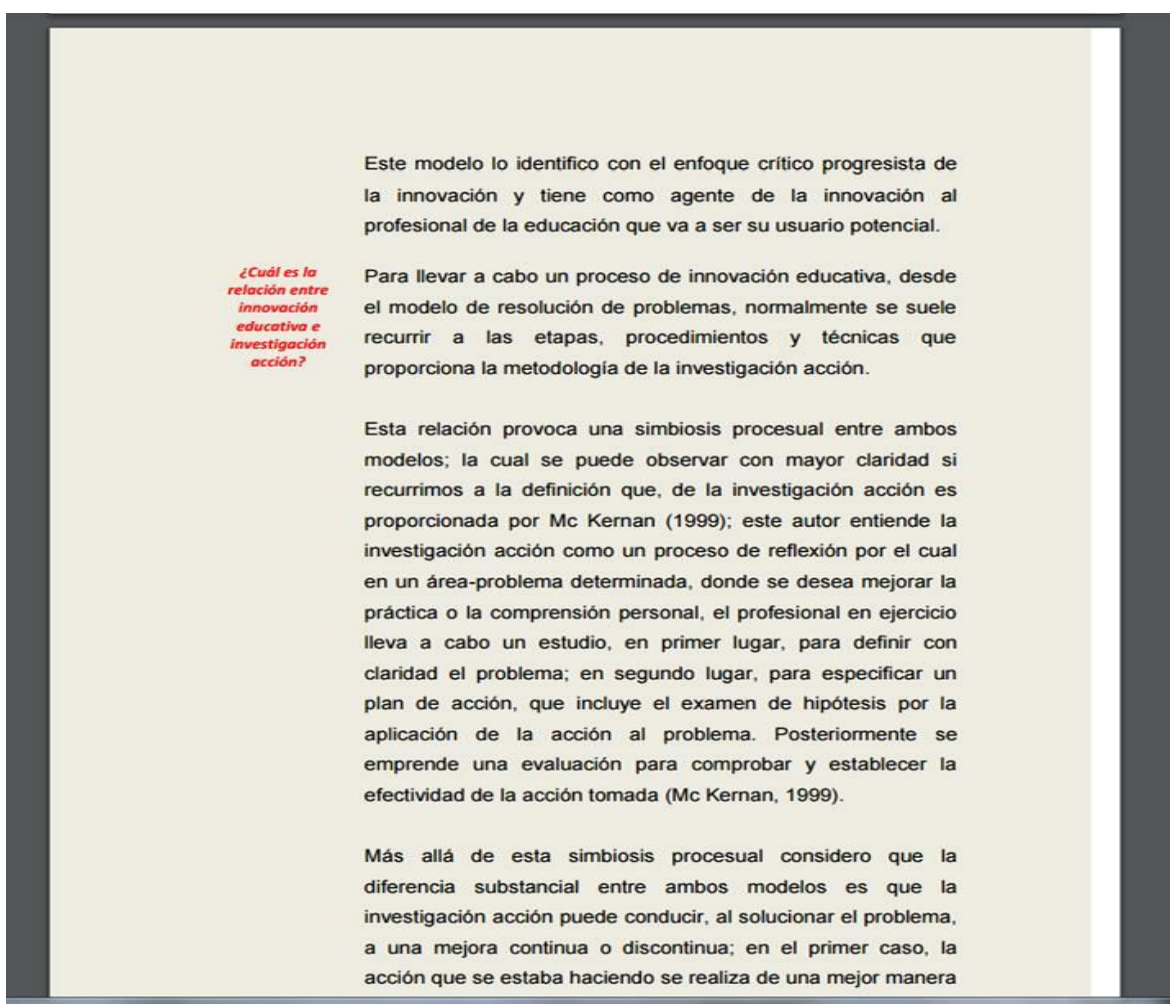 Este modelo lo identifico con el enfoque crítico progresista de
la innovación y tiene como agente de la innovación al
profesional de la educación que va a ser su usuario potencial.
¿Cuál es la
relación entre
innovación
educativa e
investigación
acción?
Para llevar a cabo un proceso de innovación educativa, desde
el modelo de resolución de problemas, normalmente se suele
recurrir a las etapas, procedimientos y técnicas que
proporciona la metodología de la investigación acción.
Esta relación provoca una simbiosis procesual entre ambos
modelos; la cual se puede observar con mayor claridad si
recurrimos a la definición que, de la investigación acción es
proporcionada por Mc Kernan (1999); este autor entiende la
investigación acción como un proceso de reflexión por el cual
en un área-problema determinada, donde se desea mejorar la
práctica o la comprensión personal, el profesional en ejercicio
lleva a cabo un estudio, en primer lugar, para definir con
claridad el problema; en segundo lugar, para especificar un
plan de acción, que incluye el examen de hipótesis por la
aplicación de la acción al problema. Posteriormente se
emprende una evaluación para comprobar y establecer la
efectividad de la acción tomada (Mc Kernan, 1999).
Más allá de esta simbiosis procesual considero que la
diferencia substancial entre ambos modelos es que la
investigación acción puede conducir, al solucionar el problema,
a una mejora continua o discontinua; en el primer caso, la
acción que se estaba haciendo se realiza de una mejor manera